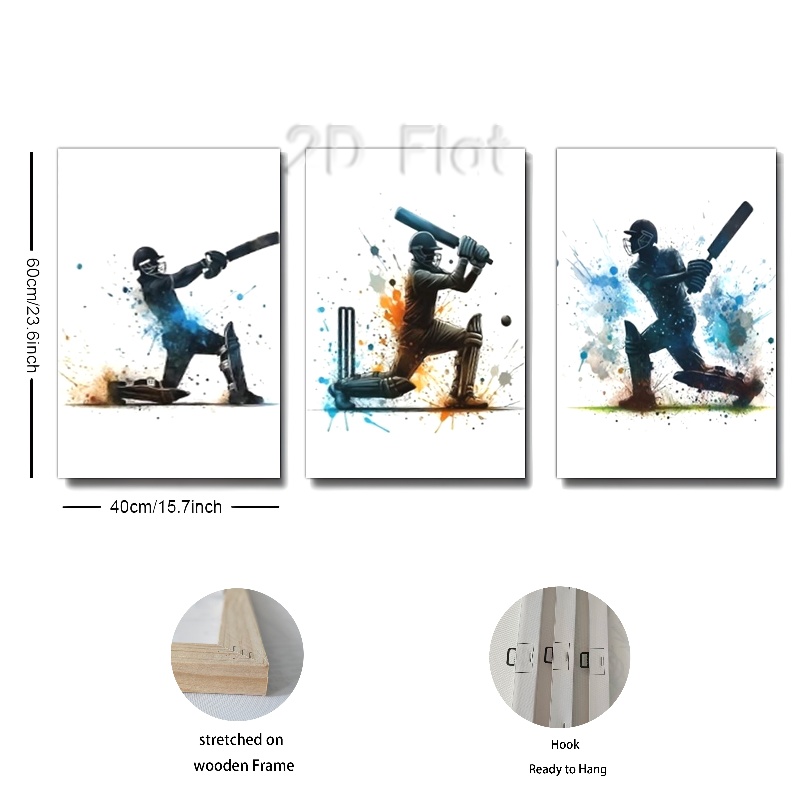 2D Flat
60cm/23.6inch
40cm/15.7inch
stretched on
wooden Frame
Hook
Ready to Hang